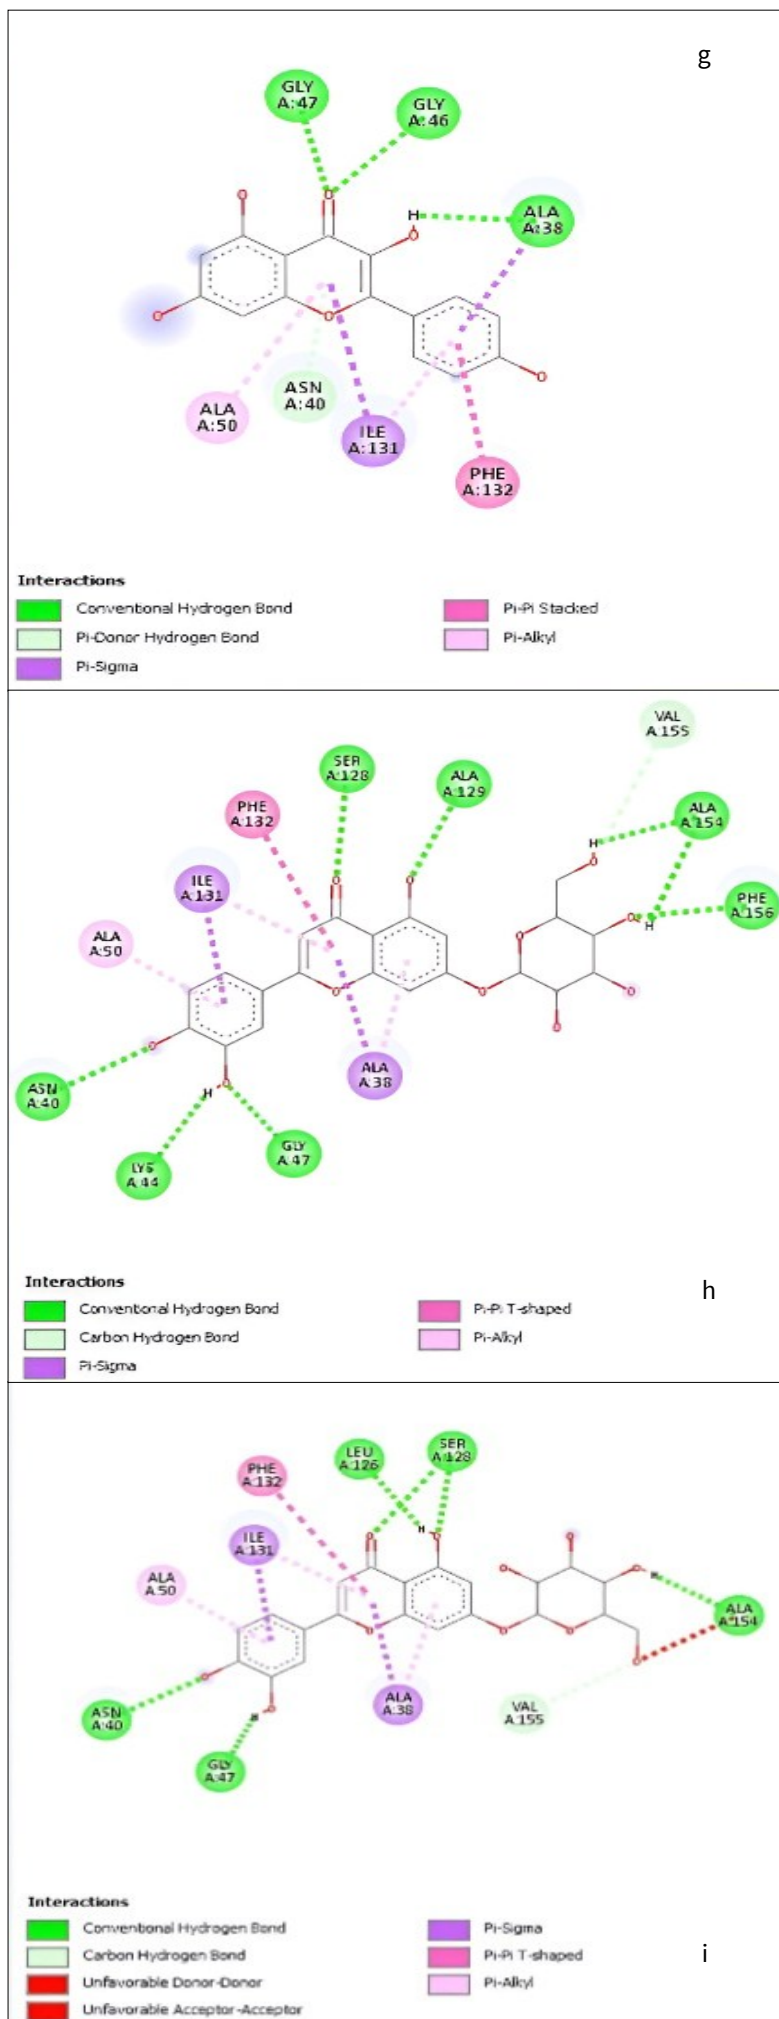 g
GLY
A:47
GLY
A:46
O
H
O
O
ALA
A:38
O
O
O
ASN
A:40
ALA
A:50
ILE
A:131
PHE
A:132
Interactions
Conventional Hydrogen Bond
Pi-Donor Hydrogen Bond
Pi-Sigma
Pi-Pi Stacked
Pi-Alkyl
VAL
A:155
SER
A:128
ALA
A:129
PHE
A:132
ALA
A:154
H
O
ILE
A:131
PHE
A:156
O
O
O
H
ALA
A:50
O
O
O
O
O
O
O
H
ALA
A:38
ASN
A:40
GLY
A:47
LYS
A:44
Interactions
h
Conventional Hydrogen Bond
Carbon Hydrogen Bond
Pi-Sigma
Pi-Pi T-shaped
Pi-Alkyl
LEU
A:126
SER
A:128
PHE
A:132
H
O
O
O
ILE
A:131
O
O
H
ALA
A:50
ALA
A:154
O
O
O
O
O
O
H
ASN
A:40
ALA
A:38
VAL
A:155
GLY
A:47
Interactions
Conventional Hydrogen Bond
Carbon Hydrogen Bond
Unfavorable Donor-Donor
Unfavorable Acceptor-Acceptor
Pi-Sigma
Pi-Pi T-shaped
Pi-Alkyl
i